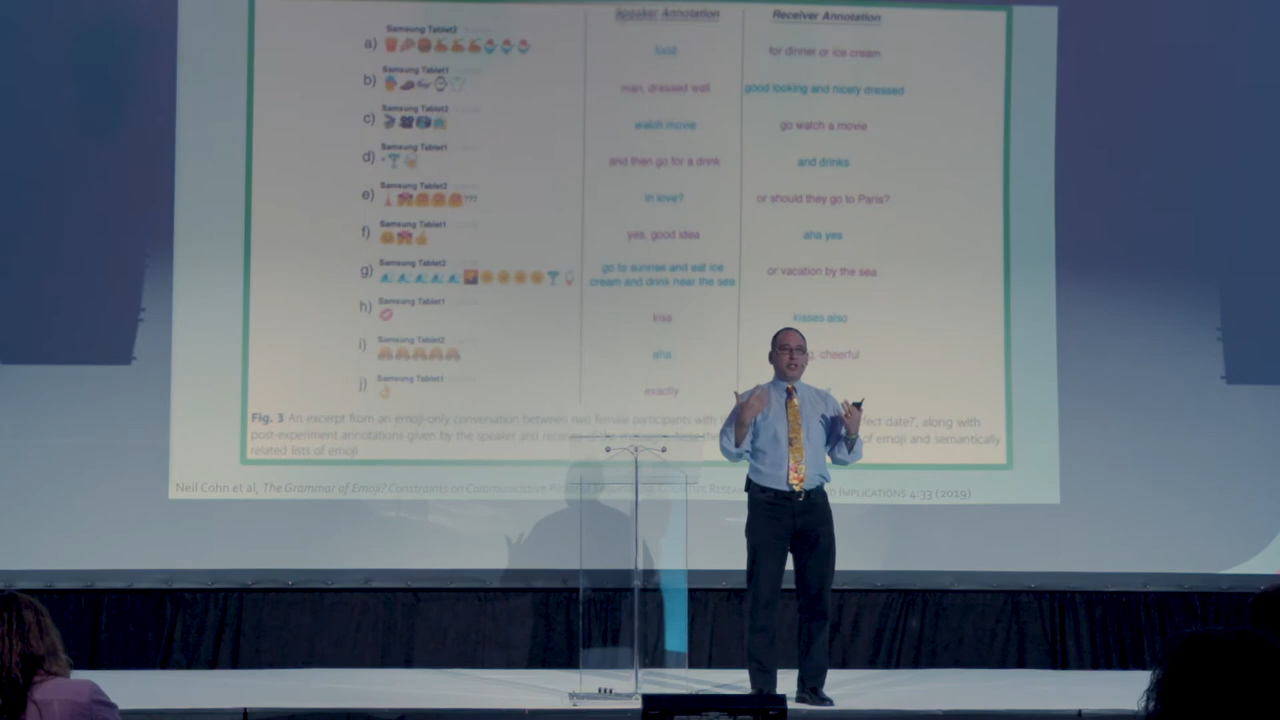 Speaker Annotation Receiver Annotation
Samsung Tablet2
a) food for dinner or ice cream
Samsung Tablet1
b) man, dressed well good looking and nicely dressed
Samsung Tablet2
c) watch movie go watch a movie
Samsung Tablet1
d) + and then go for a drink and drinks
Samsung Tablet2
e) ??? in love? or should they go to Paris?
Samsung Tablet1
f) yes, good idea aha yes
Samsung Tablet2
g) go to sunrise and eat ice or vacation by the sea
cream and drink near the sea
Samsung Tablet1
h) kiss kisses also
Samsung Tablet2
i) aha cheerful
Samsung Tablet1
j) exactly
Fig. 3 An excerpt from an emoji-only conversation between two female participants with fect date?', along with
post-experiment annotations given by the speaker and of emoji and semantically
related lists of emoji
Neil Cohn et al, The Grammar of Emoji? Constraints on Communicative IMPLICATIONS 4:33 (2019)